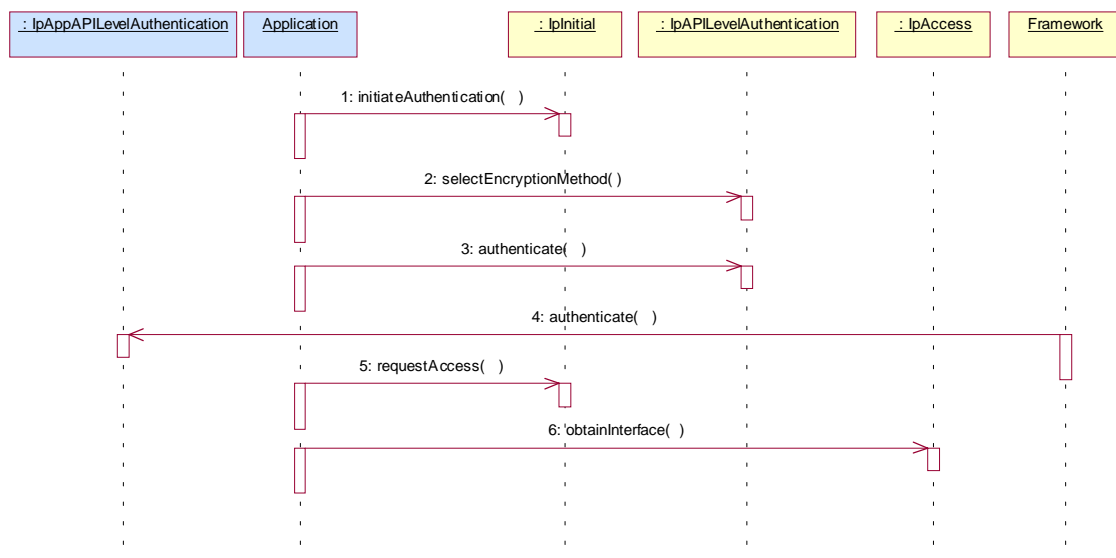 : IpAppAPILevelAuthentication
Application
: IpInitial
: IpAPILevelAuthentication
: IpAccess
Framework
1: initiateAuthentication( )
2: selectEncryptionMethod( )
3: authenticate( )
4: authenticate( )
5: requestAccess( )
6: obtainInterface( )